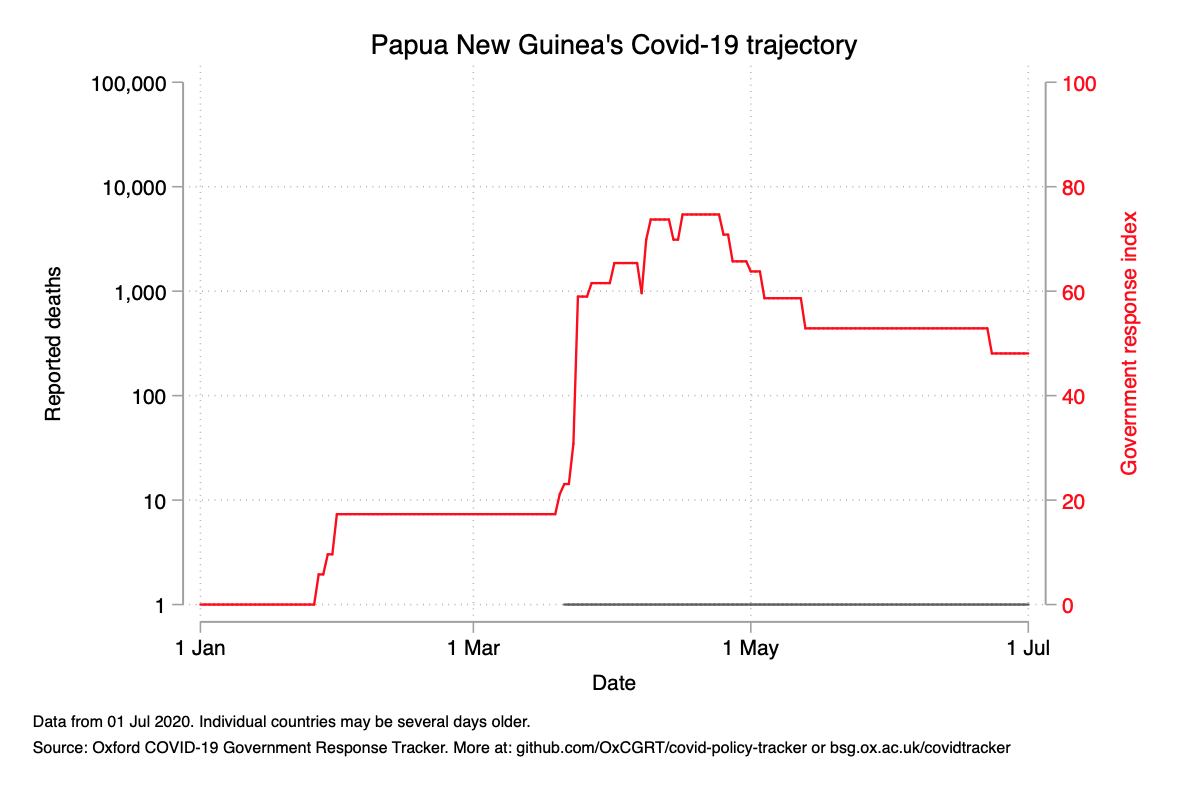 Papua New Guinea's Covid-19 trajectory
100,000
10,000
1,000
100
10
1
Reported deaths
100
80
60
40
20
0
Government response index
1 Jan
1 Mar
1 May
1 Jul
Date
Data from 01 Jul 2020. Individual countries may be several days older.
Source: Oxford COVID-19 Government Response Tracker. More at: github.com/OxCGRT/covid-policy-tracker or bsg.ox.ac.uk/covidtracker